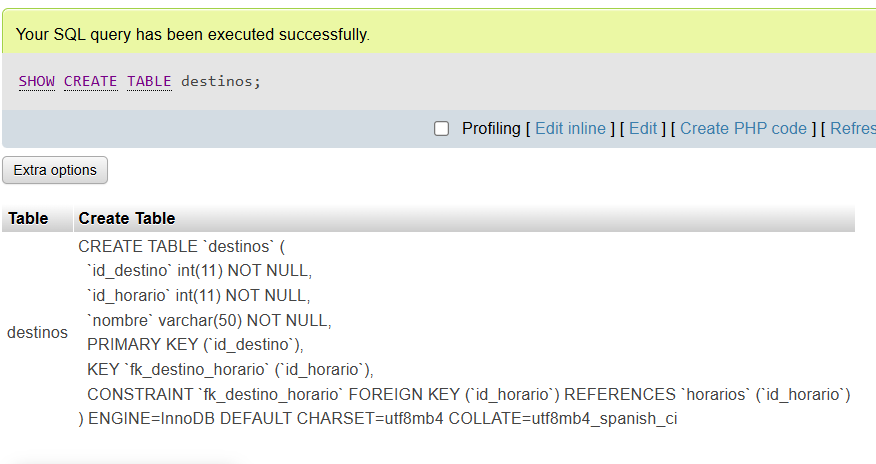 Your SQL query has been executed successfully.
SHOW CREATE TABLE destinos;
Profiling [ Edit inline ] [ Edit ] [ Create PHP code ] [ Refres
Extra options
Table Create Table
CREATE TABLE `destinos` (
`id_destino` int(11) NOT NULL,
`id_horario` int(11) NOT NULL,
`nombre` varchar(50) NOT NULL,
destinos
PRIMARY KEY (`id_destino`),
KEY `fk_destino_horario` (`id_horario`),
CONSTRAINT `fk_destino_horario` FOREIGN KEY (`id_horario`) REFERENCES `horarios` (`id_horario`)
) ENGINE=InnoDB DEFAULT CHARSET=utf8mb4 COLLATE=utf8mb4_spanish_ci